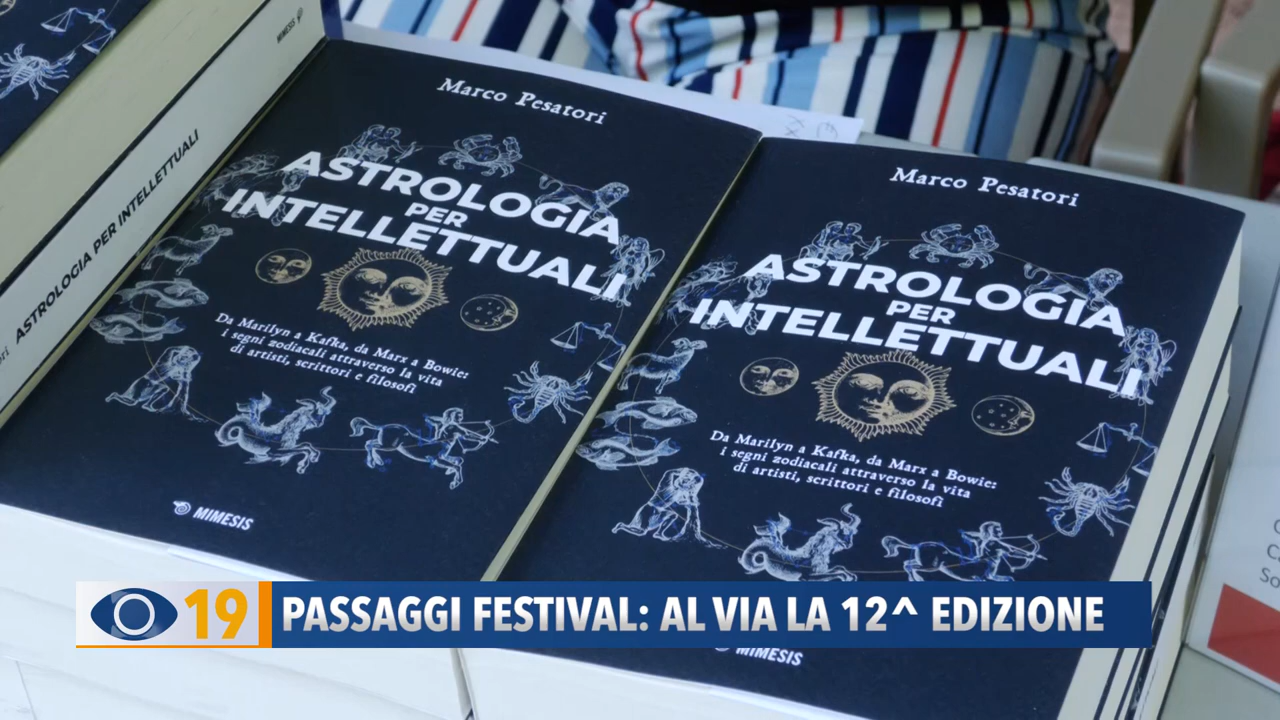 MIMESIS
ASTROLOGIA PER INTELLETTUALI
Marco Pesatori
ASTROLOGIA
PER
INTELLETTUALI
Da Marilyn a Kafka, da Marx a Bowie:
i segni zodiacali attraverso la vita
di artisti, scrittori e filosofi
MIMESIS
Marco Pesatori
ASTROLOGIA
PER
INTELLETTUALI
Da Marilyn a Kafka, da Marx a Bowie:
i segni zodiacali attraverso la vita
di artisti, scrittori e filosofi
MIMESIS
19 PASSAGGI FESTIVAL: AL VIA LA 12^ EDIZIONE